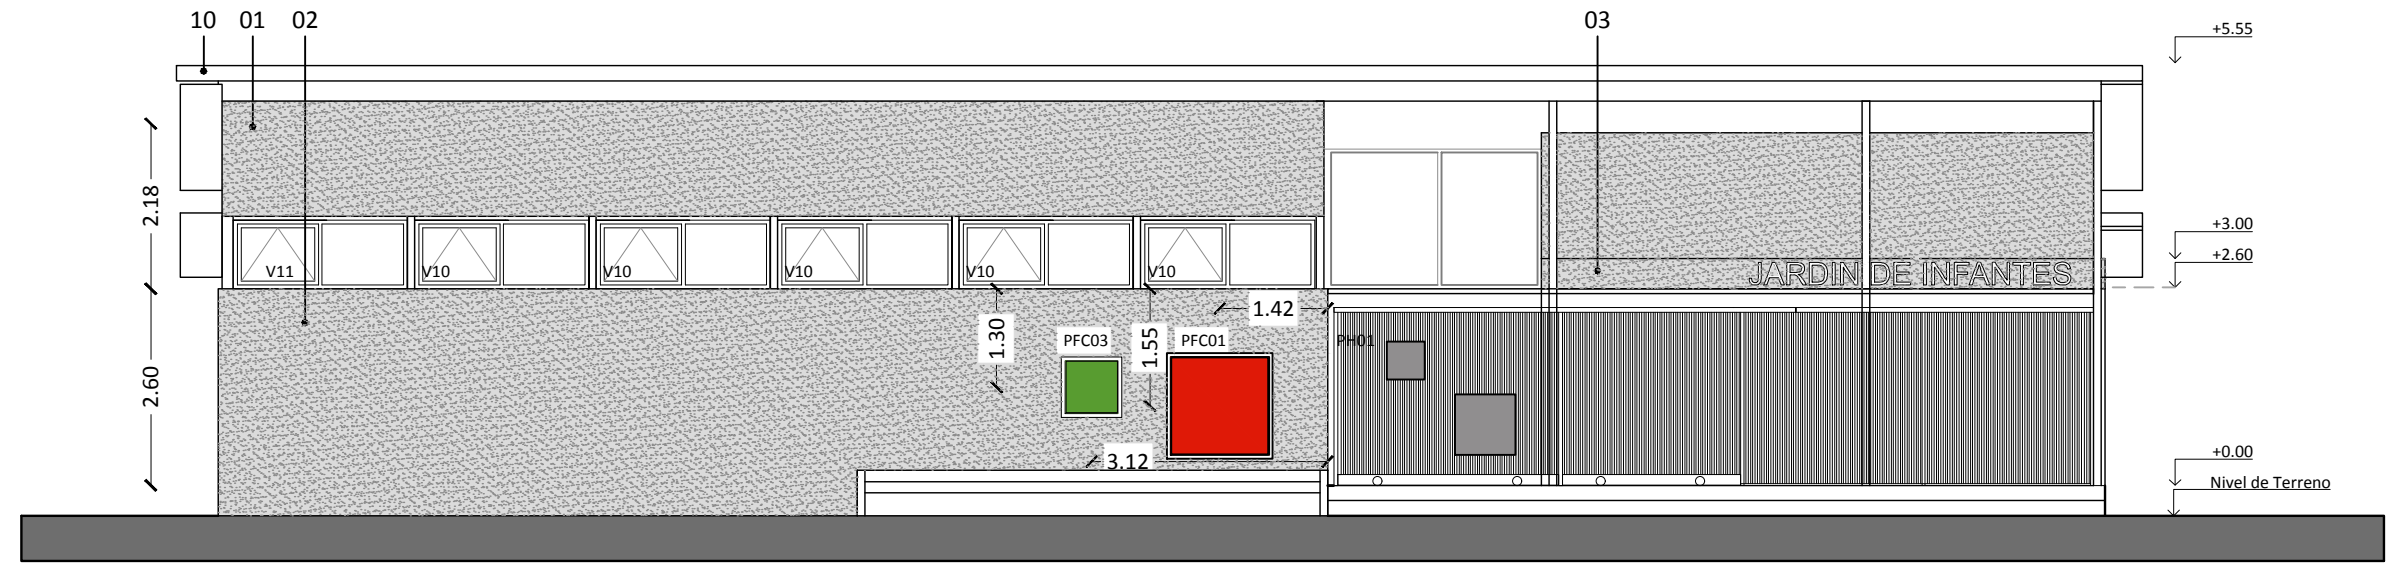 10 01 02 03
+5.55
2.18
+3.00
+2.60
V11 V10 V10 V10 V10 V10
JARDIN DE INFANTES
1.42
1.30
1.55
PFC03 PFC01 PH01
2.60
3.12
+0.00
Nivel de Terreno